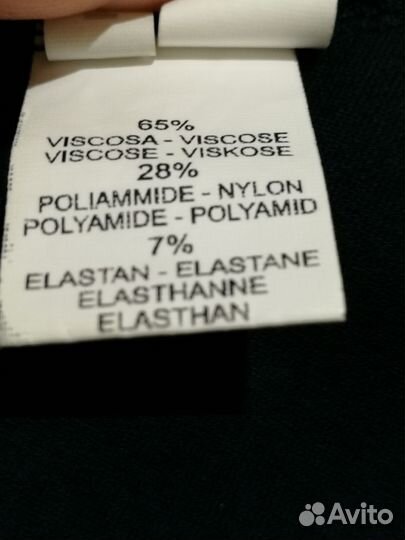 65%
VISCOSA - VISCOSE
VISCOSE - VISKOSE
28%
POLIAMMIDE - NYLON
POLYAMIDE - POLYAMID
7%
ELASTAN - ELASTANE
ELASTHANNE
ELASTHAN
Avito